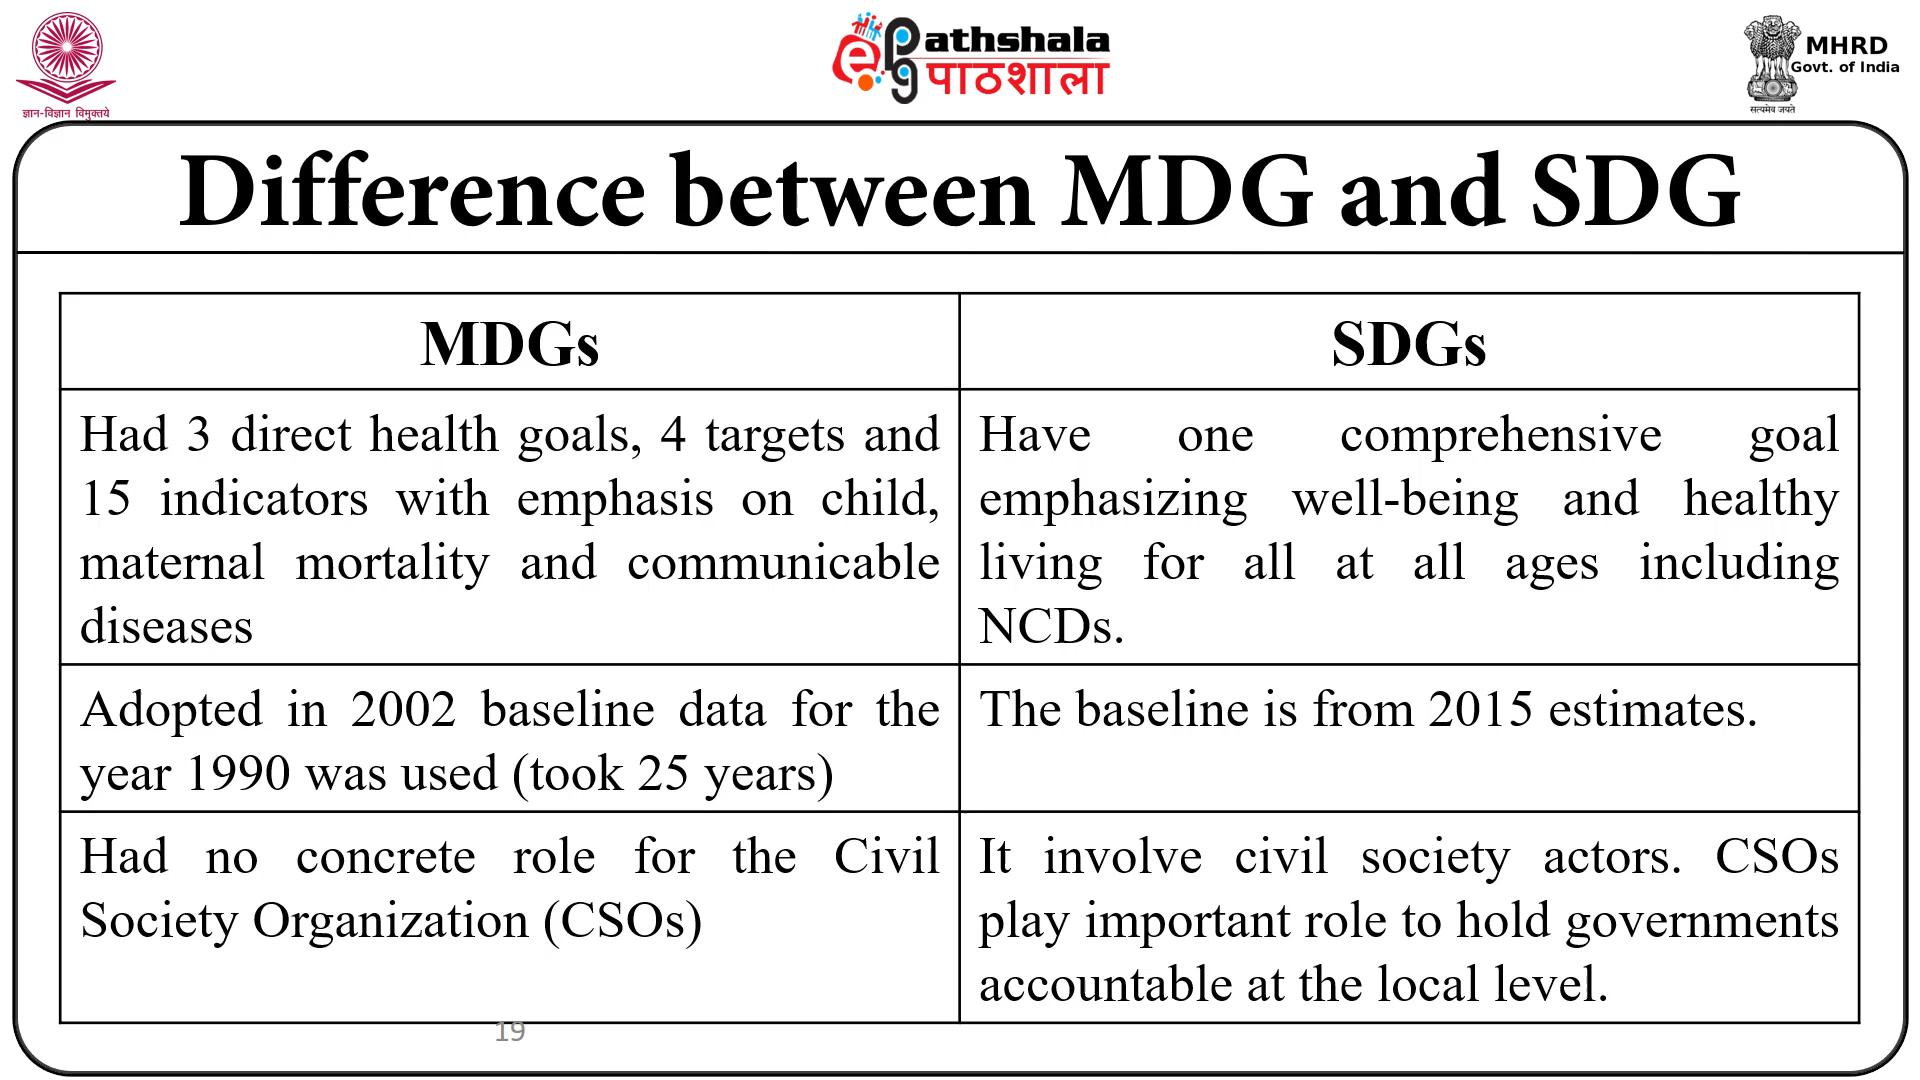 ज्ञान-विज्ञान विमुक्तये
ePathshala
पाठशाला
MHRD
Govt. of India
सत्यमेव जयते
Difference between MDG and SDG
MDGs
Had 3 direct health goals, 4 targets and
15 indicators with emphasis on child,
maternal mortality and communicable
diseases
SDGs
Have one comprehensive goal
emphasizing well-being and healthy
living for all at all ages including
NCDs.
Adopted in 2002 baseline data for the
year 1990 was used (took 25 years)
The baseline is from 2015 estimates.
Had no concrete role for the Civil
Society Organization (CSOs)
It involve civil society actors. CSOs
play important role to hold governments
accountable at the local level.
19